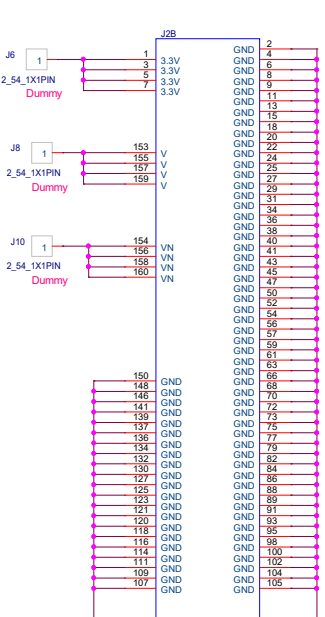 J2B
J6
1
2_54_1X1PIN
Dummy
1 3.3V
3 3.3V
5 3.3V
7 3.3V
J8
1
2_54_1X1PIN
Dummy
153 V
155 V
157 V
159 V
J10
1
2_54_1X1PIN
Dummy
154 VN
156 VN
158 VN
160 VN
150 GND
148 GND
146 GND
141 GND
139 GND
137 GND
136 GND
134 GND
132 GND
130 GND
127 GND
125 GND
123 GND
121 GND
120 GND
118 GND
116 GND
114 GND
111 GND
109 GND
107 GND
GND 2
GND 4
GND 6
GND 8
GND 9
GND 11
GND 13
GND 15
GND 18
GND 20
GND 22
GND 24
GND 25
GND 27
GND 29
GND 31
GND 34
GND 36
GND 38
GND 40
GND 41
GND 43
GND 45
GND 47
GND 50
GND 52
GND 54
GND 56
GND 57
GND 59
GND 61
GND 63
GND 66
GND 68
GND 70
GND 72
GND 73
GND 75
GND 77
GND 79
GND 82
GND 84
GND 86
GND 88
GND 89
GND 91
GND 93
GND 95
GND 98
GND 100
GND 102
GND 104
GND 105